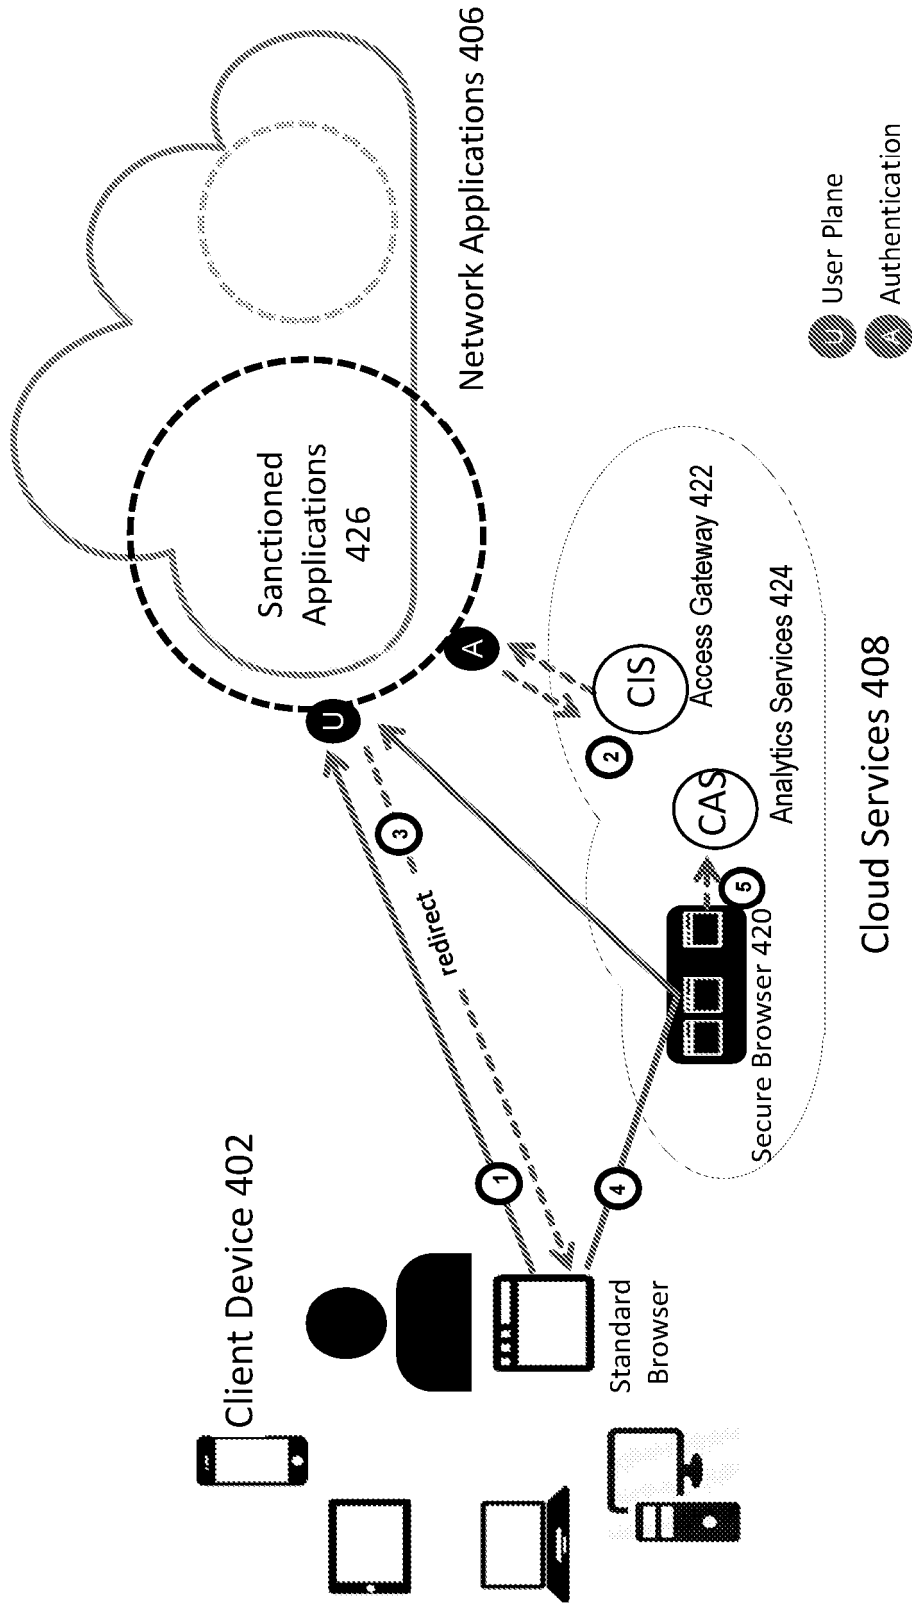 Client Device 402
Standard
Browser
1
redirect
3
4
U
A
Sanctioned
Applications
426
Network Applications 406
2
CIS
Access Gateway 422
CAS
Analytics Services 424
5
Secure Browser 420
Cloud Services 408
U User Plane
A Authentication